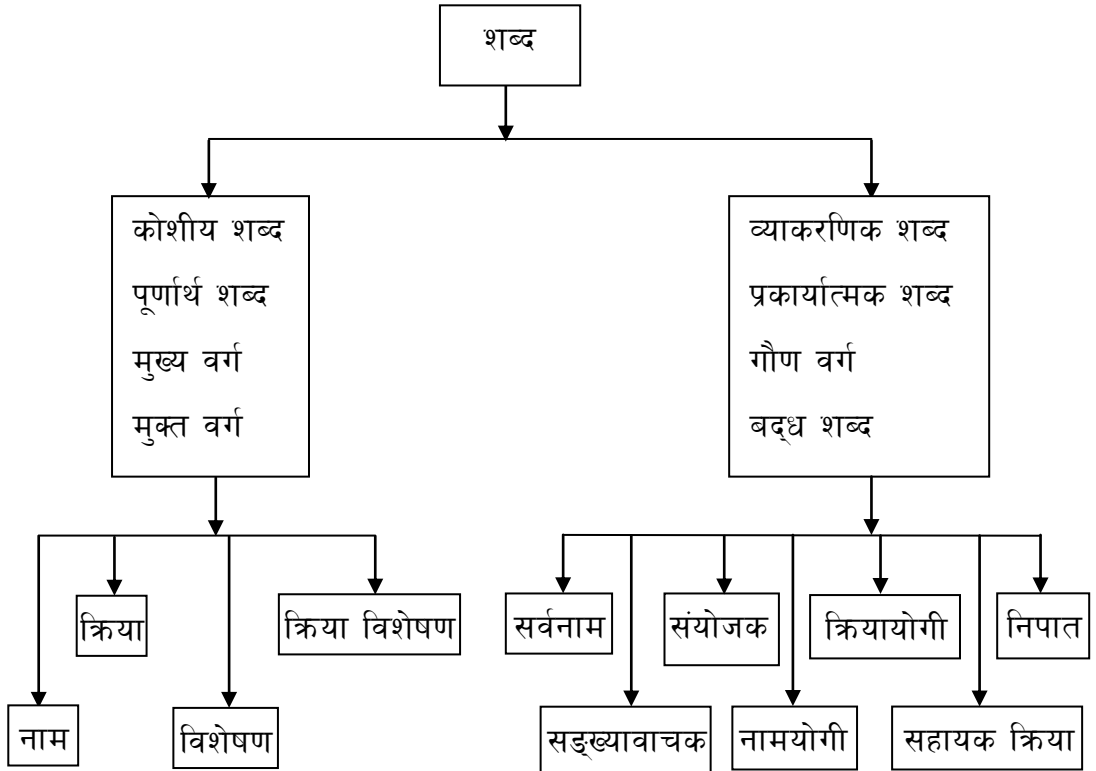 शब्द
कोशीय शब्द
पूर्णार्थ शब्द
मुख्य वर्ग
मुक्त वर्ग
व्याकरणिक शब्द
प्रकार्यात्मक शब्द
गौण वर्ग
बद्ध शब्द
क्रिया
क्रिया विशेषण
नाम
विशेषण
सर्वनाम
संयोजक
क्रियायोगी
निपात
सङ्ख्यावाचक
नामयोगी
सहायक क्रिया